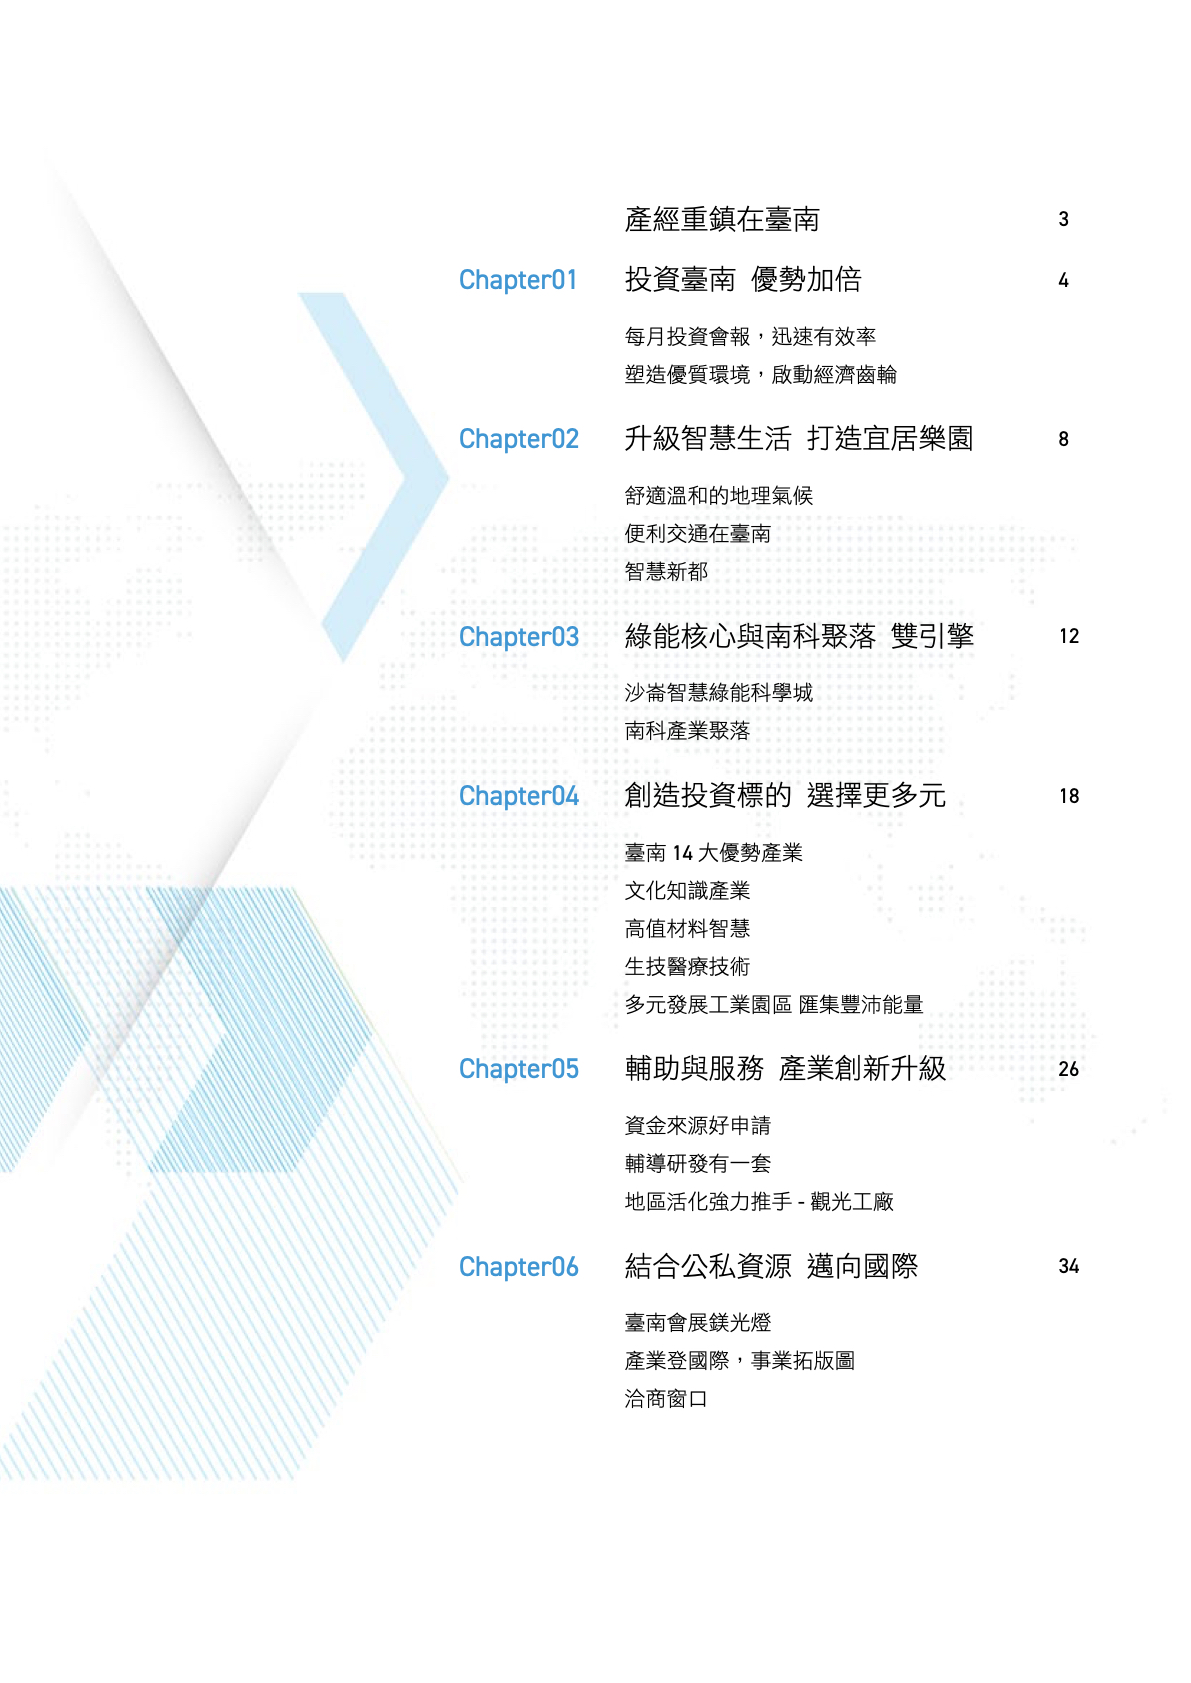 產經重鎮在臺南 3
Chapter01 投資臺南 優勢加倍 4
每月投資會報，迅速有效率
塑造優質環境，啟動經濟齒輪
Chapter02 升級智慧生活 打造宜居樂園 8
舒適溫和的地理氣候
便利交通在臺南
智慧新都
Chapter03 綠能核心與南科聚落 雙引擎 12
沙崙智慧綠能科學城
南科產業聚落
Chapter04 創造投資標的 選擇更多元 18
臺南 14 大優勢產業
文化知識產業
高值材料智慧
生技醫療技術
多元發展工業園區 匯集豐沛能量
Chapter05 輔助與服務 產業創新升級 26
資金來源好申請
輔導研發有一套
地區活化強力推手 - 觀光工廠
Chapter06 結合公私資源 邁向國際 34
臺南會展鎂光燈
產業登國際，事業拓版圖
洽商窗口